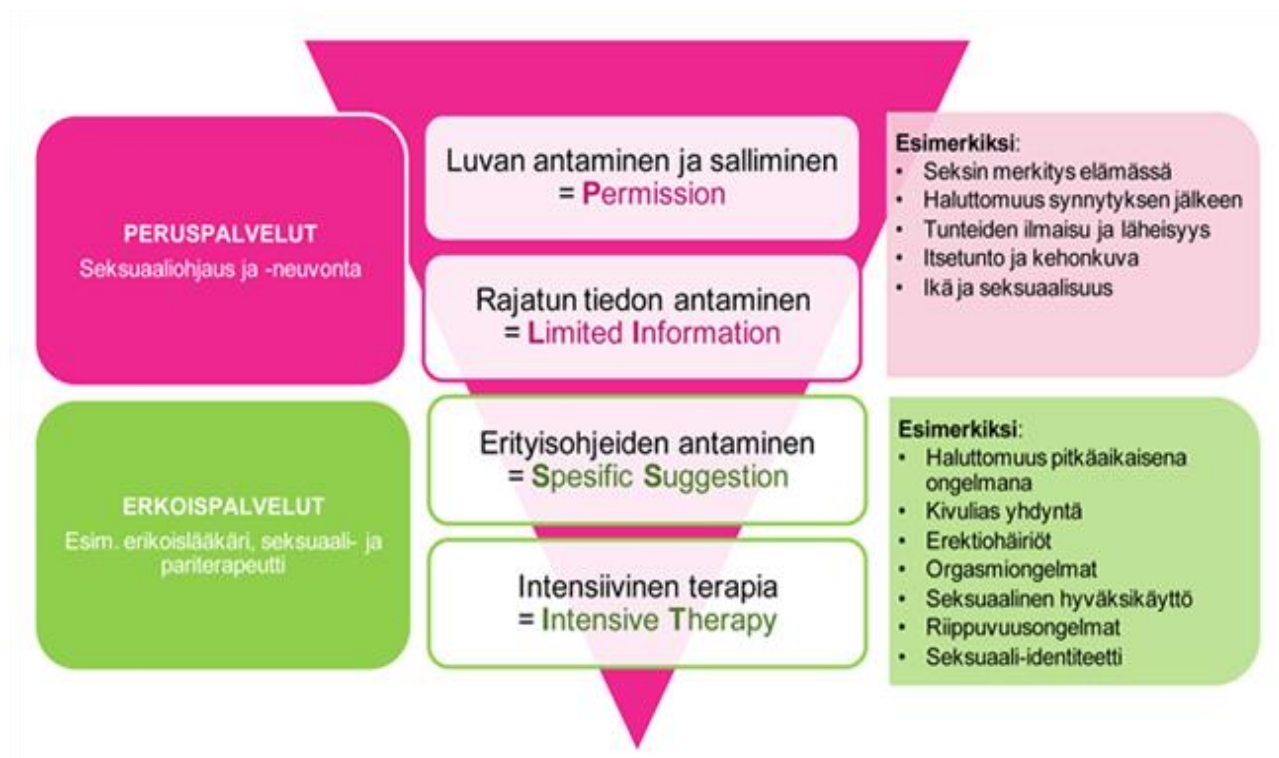 PERUSPALVELUT
Seksuaaliohjaus ja -neuvonta
Luvan antaminen ja salliminen
= Permission
Rajatun tiedon antaminen
= Limited Information
Esimerkiksi:
• Seksin merkitys elämässä
• Haluttomuus synnytyksen jälkeen
• Tunteiden ilmaisu ja läheisyys
• Itsetunto ja kehonkuva
• Ikä ja seksuaalisuus
ERKOISPALVELUT
Esim. erikoislääkäri, seksuaali- ja
pariterapeutti
Erityisohjeiden antaminen
= Spesific Suggestion
Intensiivinen terapia
= Intensive Therapy
Esimerkiksi:
• Haluttomuus pitkäaikaisena
ongelmana
• Kivulias yhdyntä
• Erektiohäiriöt
• Orgasmiongelmat
• Seksuaalinen hyväksikäyttö
• Riippuvuusongelmat
• Seksuaali-identiteetti